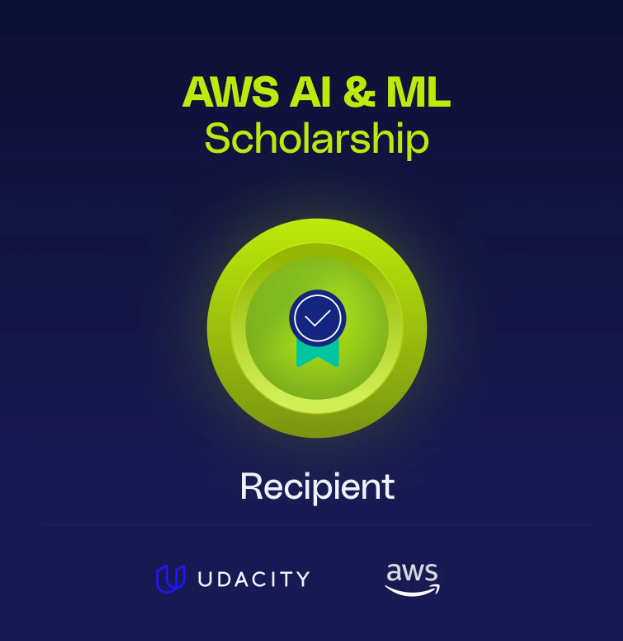 AWS AI & ML
Scholarship
Recipient
UDACITY
aws